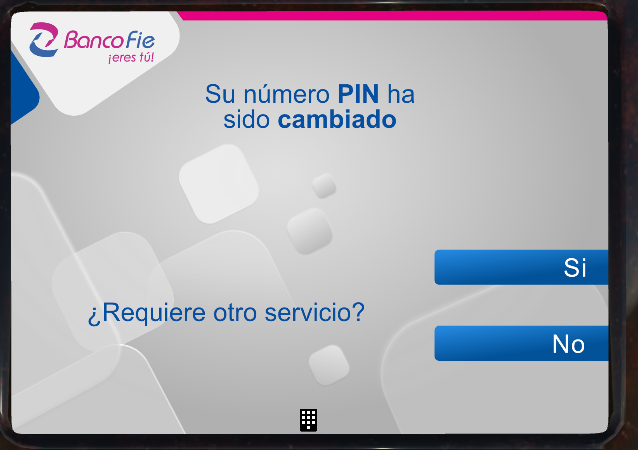 Banco Fie
¡eres tú!
Su número PIN ha
sido cambiado
Si
¿Requiere otro servicio?
No